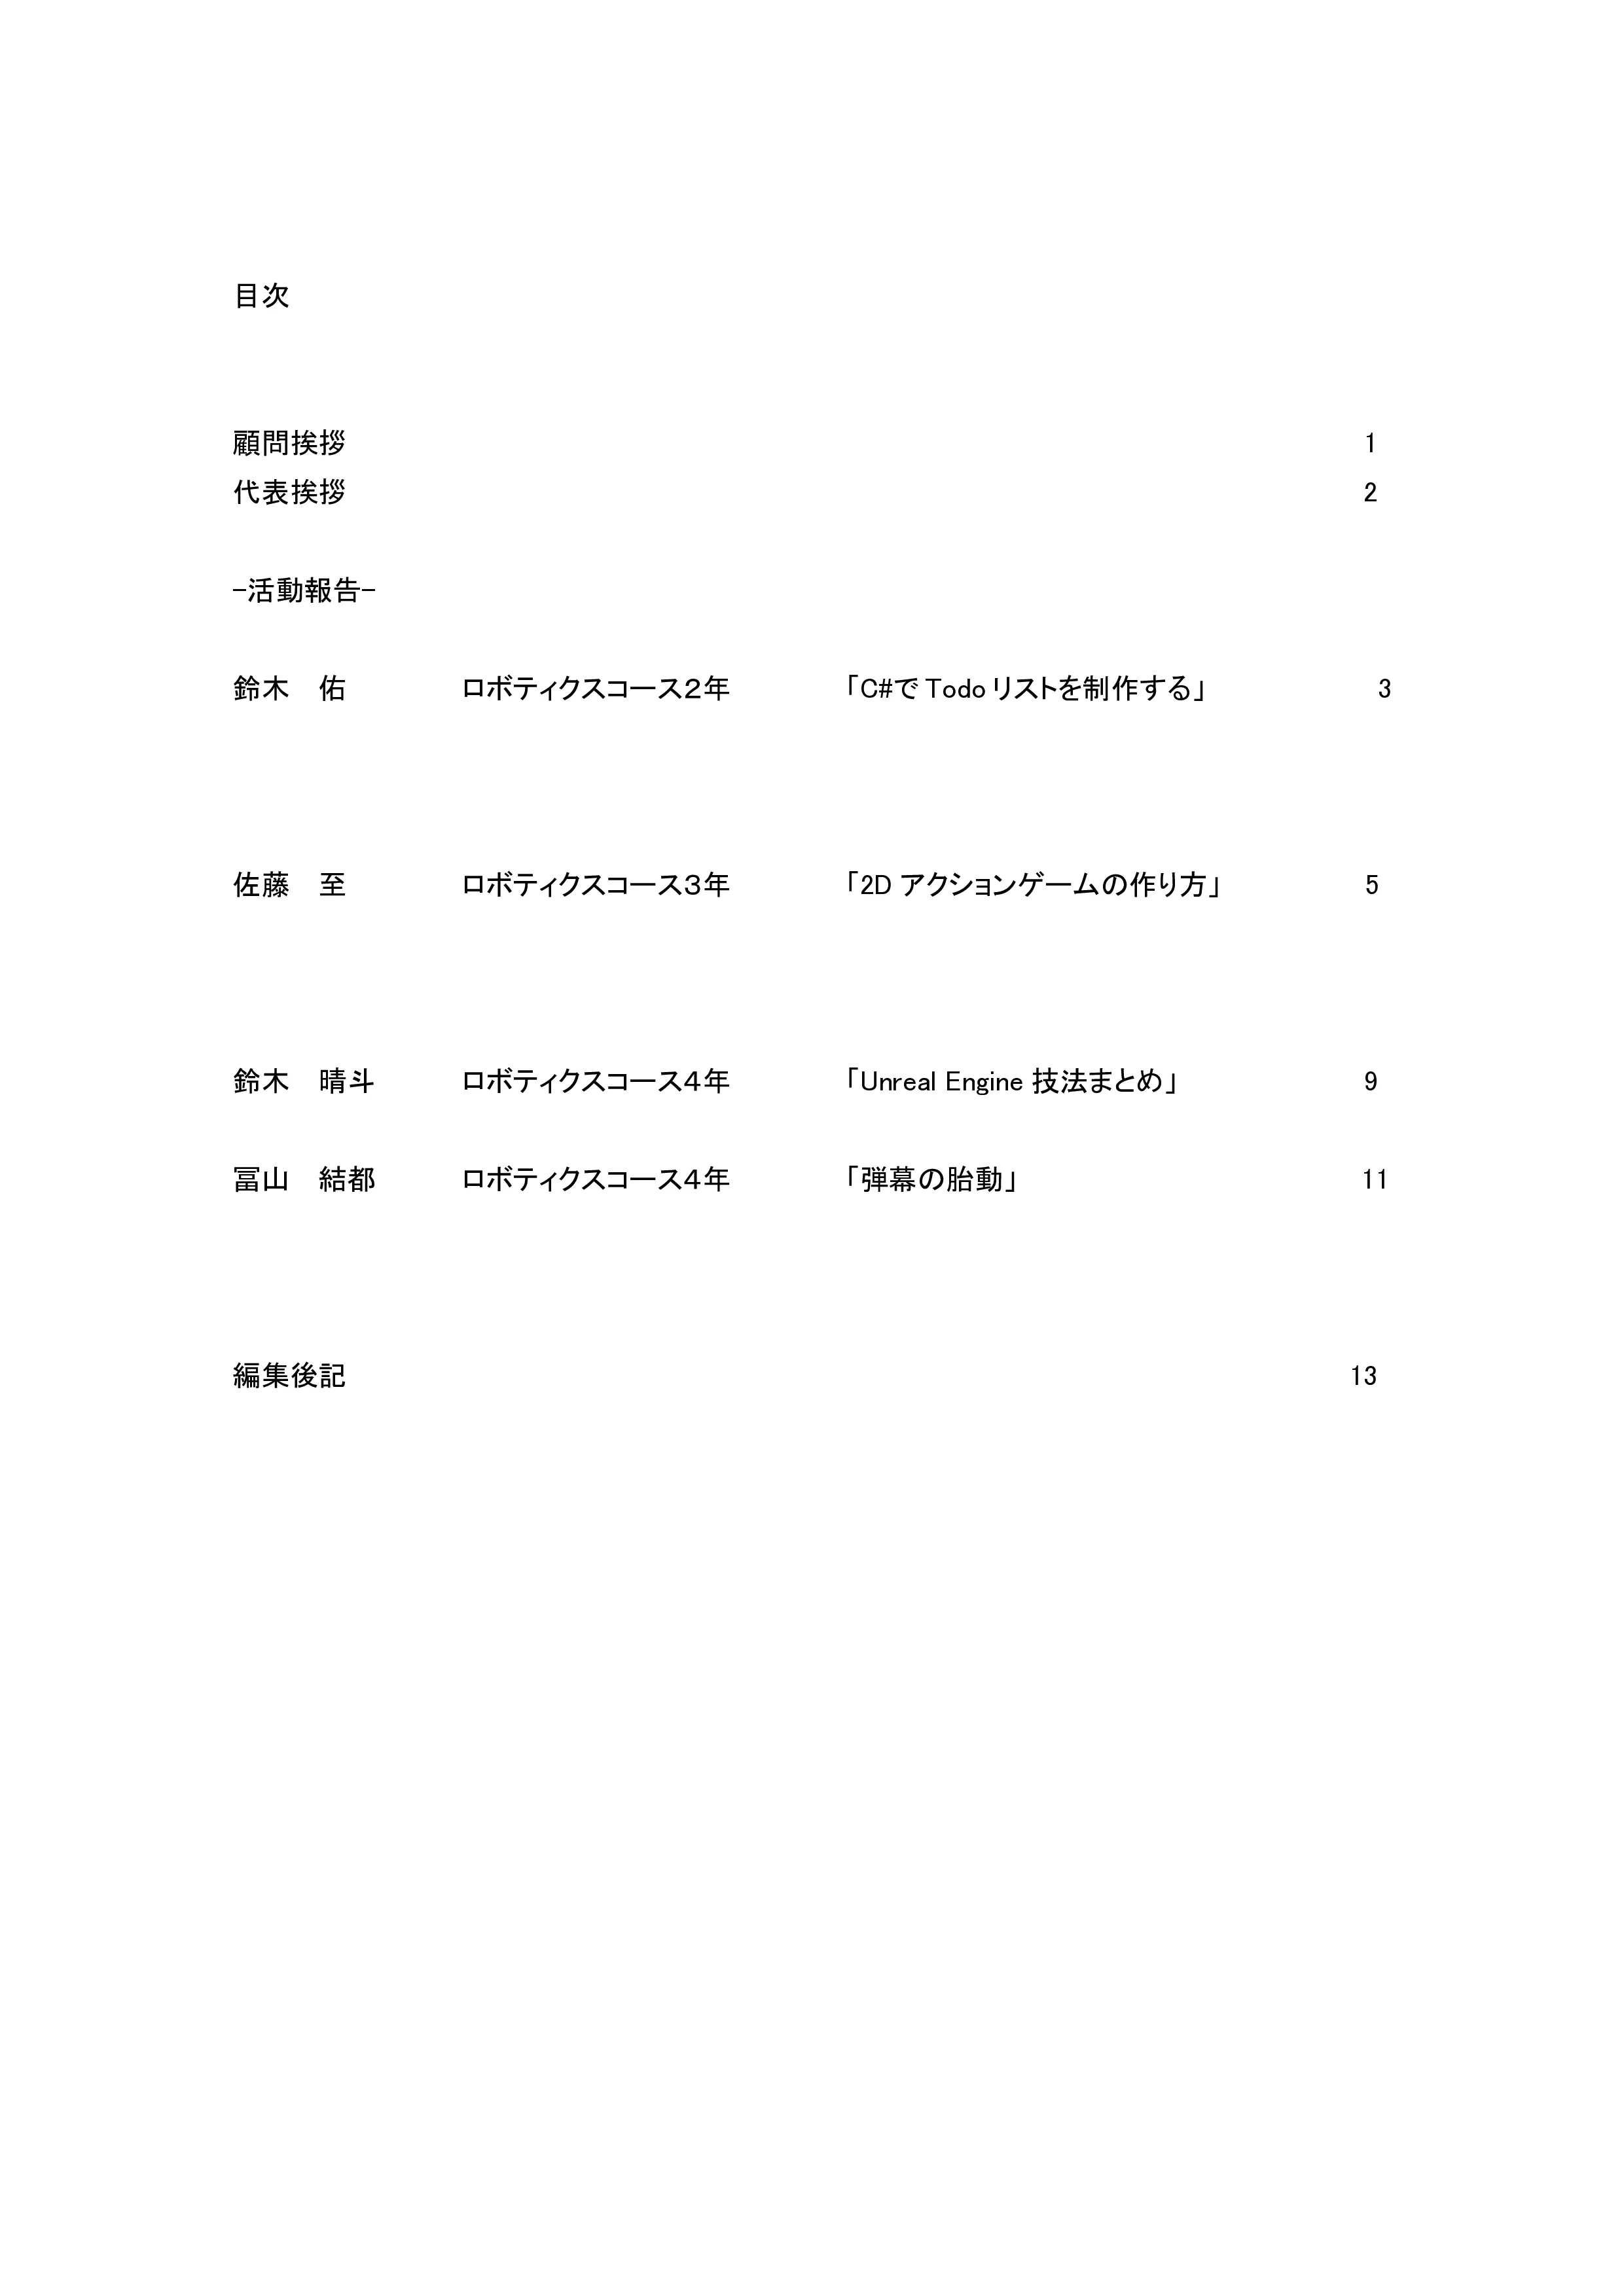 目次
顧問挨拶 1
代表挨拶 2
-活動報告-
鈴木　佑 ロボティクスコース２年 「C#で Todo リストを制作する」 3
佐藤　至 ロボティクスコース３年 「2D アクションゲームの作り方」 5
鈴木　晴斗 ロボティクスコース４年 「Unreal Engine 技法まとめ」 9
冨山　結都 ロボティクスコース４年 「弾幕の胎動」 11
編集後記 13